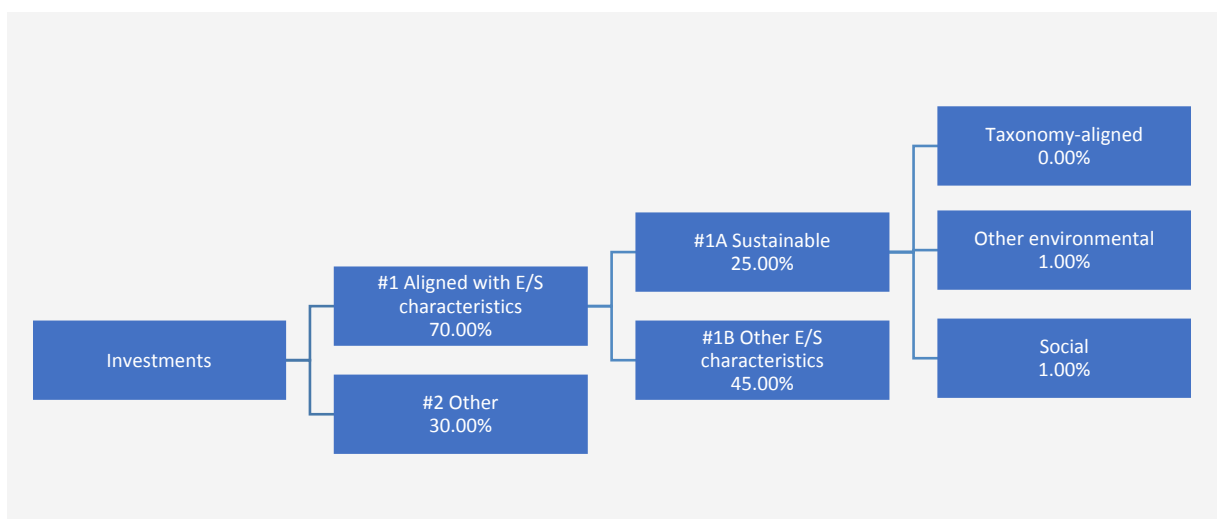 Investments
#1 Aligned with E/S
characteristics
70.00%
#2 Other
30.00%
#1A Sustainable
25.00%
#1B Other E/S
characteristics
45.00%
Taxonomy-aligned
0.00%
Other environmental
1.00%
Social
1.00%